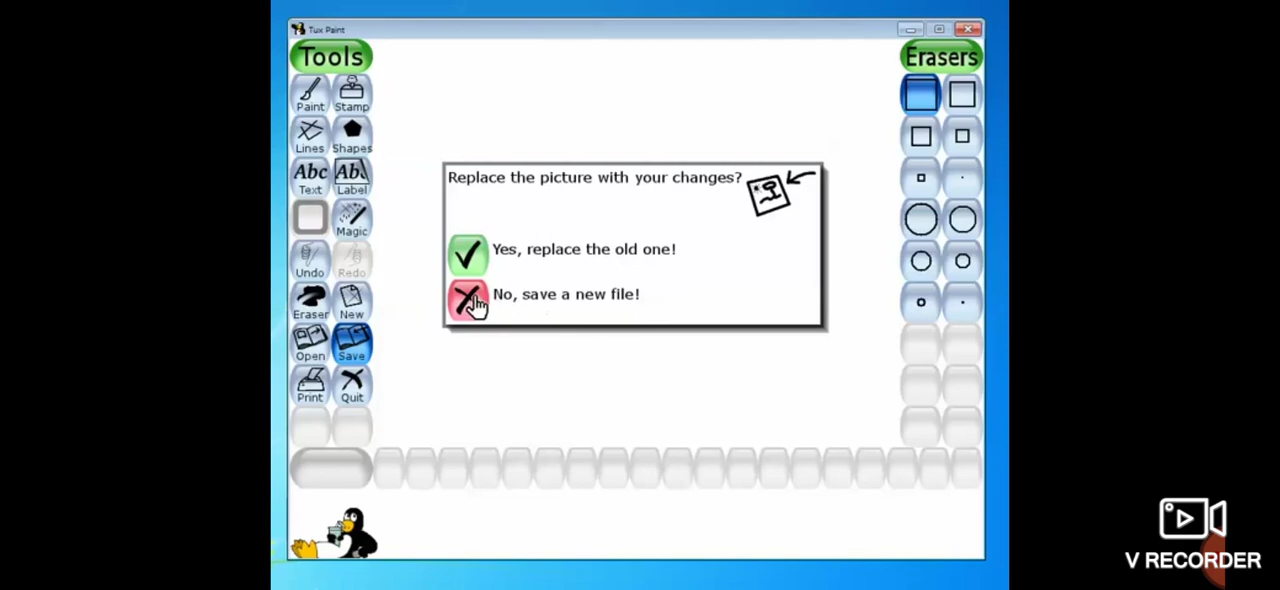 Tux Paint
Tools
Erasers
Paint Stamp
Lines Shapes
Abc Abc
Text Label
Magic
Undo Redo
Eraser New
Open Save
Print Quit
Replace the picture with your changes?
Yes, replace the old one!
No, save a new file!
V RECORDER